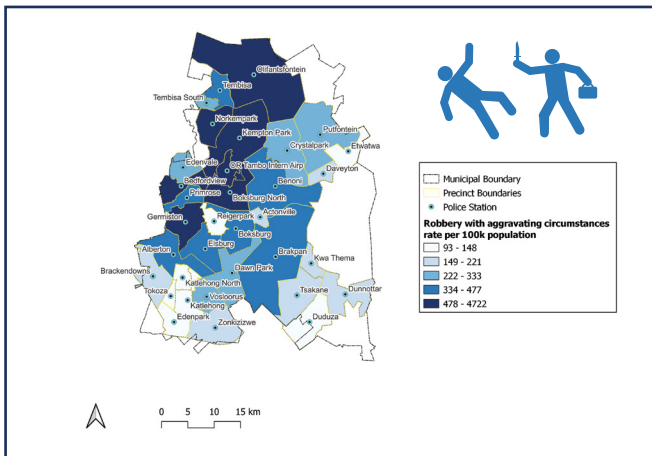 Olifantsfontein
Tembisa
Tembisa South
Norkempark
Kempton Park
Putfontein
Crystalpark
Etwatwa
Edenvale
OR Tambo Intern Airp
Daveyton
Bedfordview
Benoni
Primrose
Boksburg North
Germiston
Reigerpark
Actonville
Boksburg
Elsburg
Alberton
Brakpan
Kwa Thema
Dawn Park
Brackendowns
Katlehong North
Tsakane
Dunnottar
Tokoza
Vosloorus
Katlehong
Edenpark
Zonkizizwe
Duduza
Municipal Boundary
Precinct Boundaries
Police Station
Robbery with aggravating circumstances
rate per 100k population
93 - 148
149 - 221
222 - 333
334 - 477
478 - 4722
0 5 10 15 km